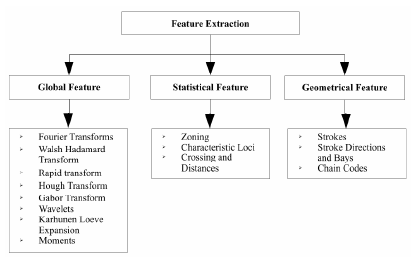 Feature Extraction
Global Feature
Statistical Feature
Geometrical Feature
Fourier Transforms
Walsh Hadamard
Transform
Rapid transform
Hough Transform
Gabor Transform
Wavelets
Karhunen Loeve
Expansion
Moments
Zoning
Characteristic Loci
Crossing and
Distances
Strokes
Stroke Directions
and Bays
Chain Codes